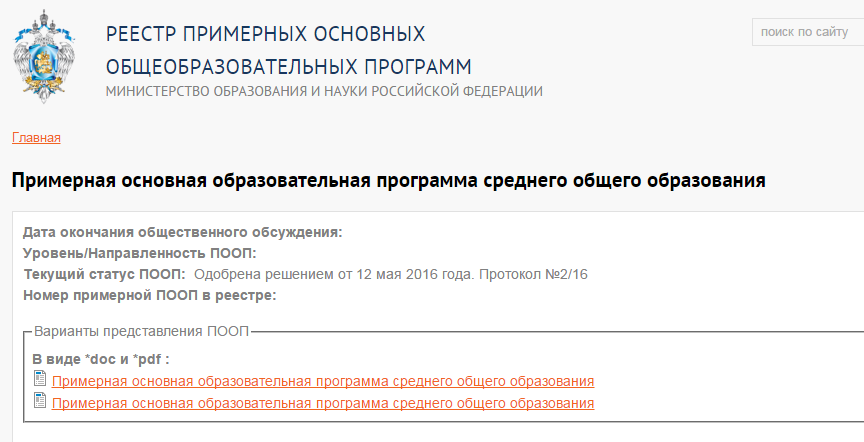 РЕЕСТР ПРИМЕРНЫХ ОСНОВНЫХ
поиск по сайту
ОБЩЕОБРАЗОВАТЕЛЬНЫХ ПРОГРАММ
МИНИСТЕРСТВО ОБРАЗОВАНИЯ И НАУКИ РОССИЙСКОЙ ФЕДЕРАЦИИ
Главная
Примерная основная образовательная программа среднего общего образования
Дата окончания общественного обсуждения:
Уровень/Направленность ПООП:
Текущий статус ПООП: Одобрена решением от 12 мая 2016 года. Протокол №2/16
Номер примерной ПООП в реестре:
Варианты представления ПООП
В виде *doc и *pdf :
Примерная основная образовательная программа среднего общего образования
Примерная основная образовательная программа среднего общего образования